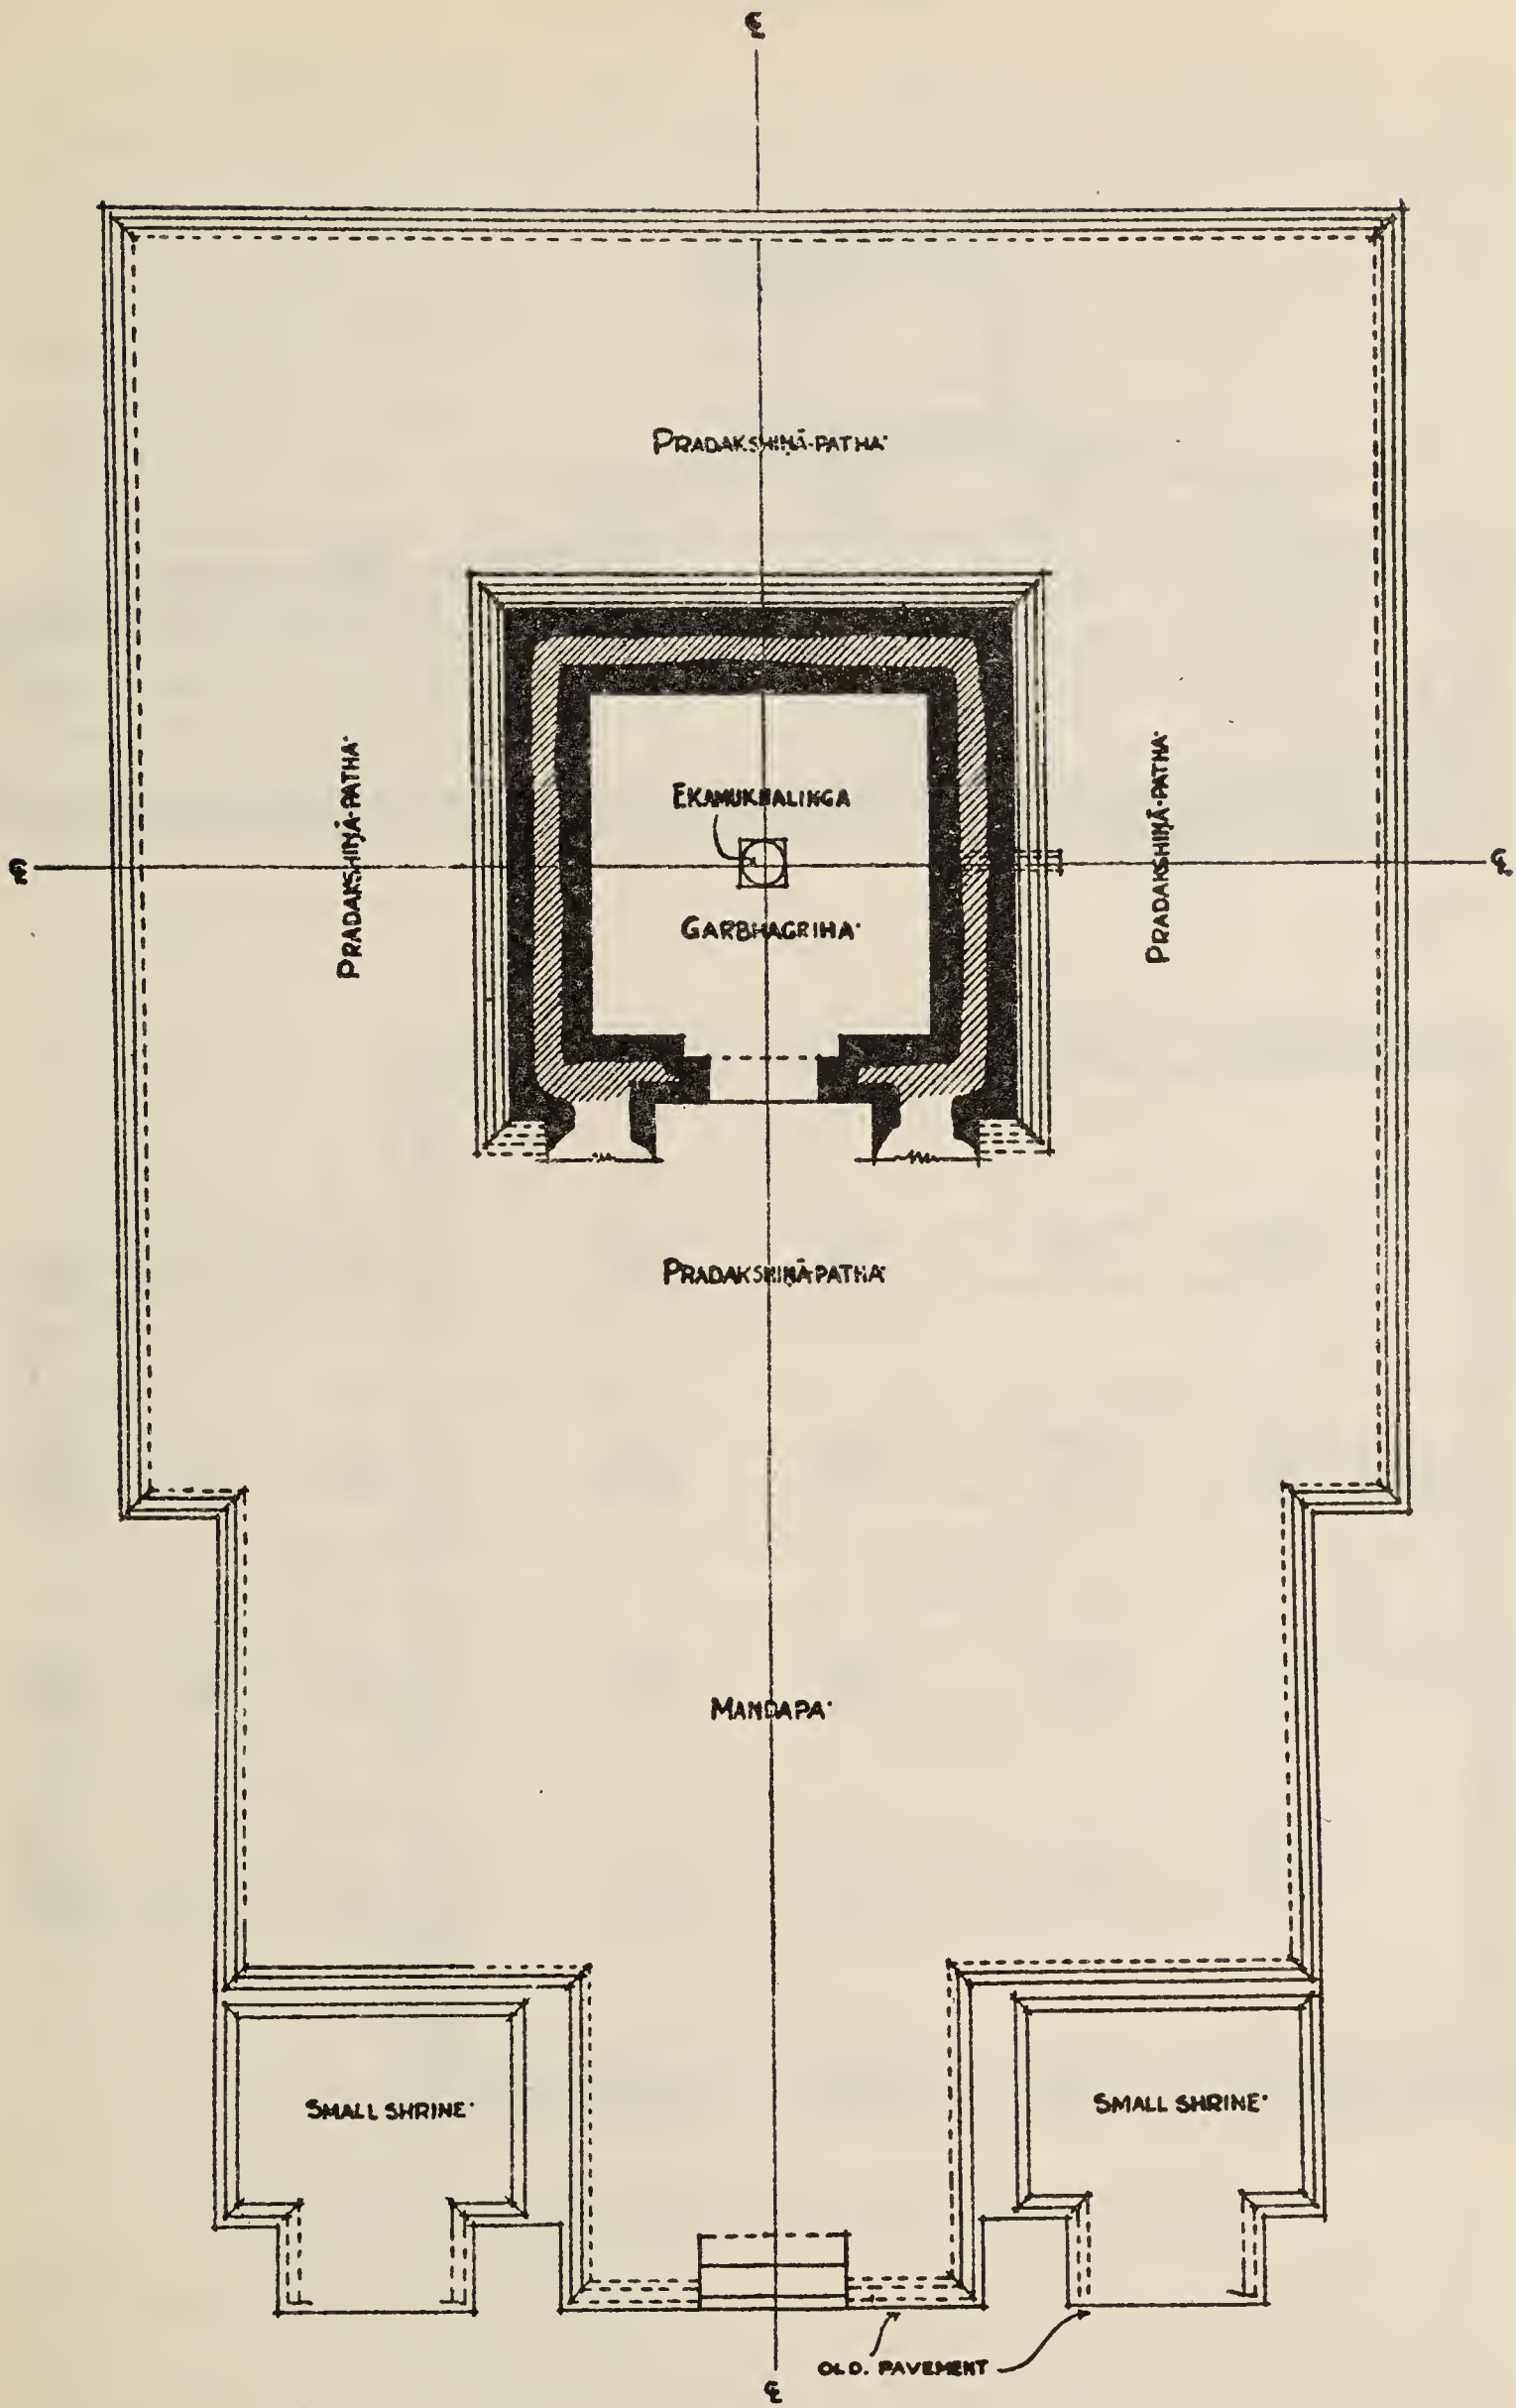 ℄
PRADAKSHIṆĀ-PATHA
PRADAKSHIṆĀ-PATHA
EKAMUKHALINGA
PRADAKSHIṆĀ-PATHA
℄
℄
GARBHAGRIHA
PRADAKSHIṆĀ-PATHA
MANDAPA
SMALL SHRINE
SMALL SHRINE
OLD. PAVEMENT
℄